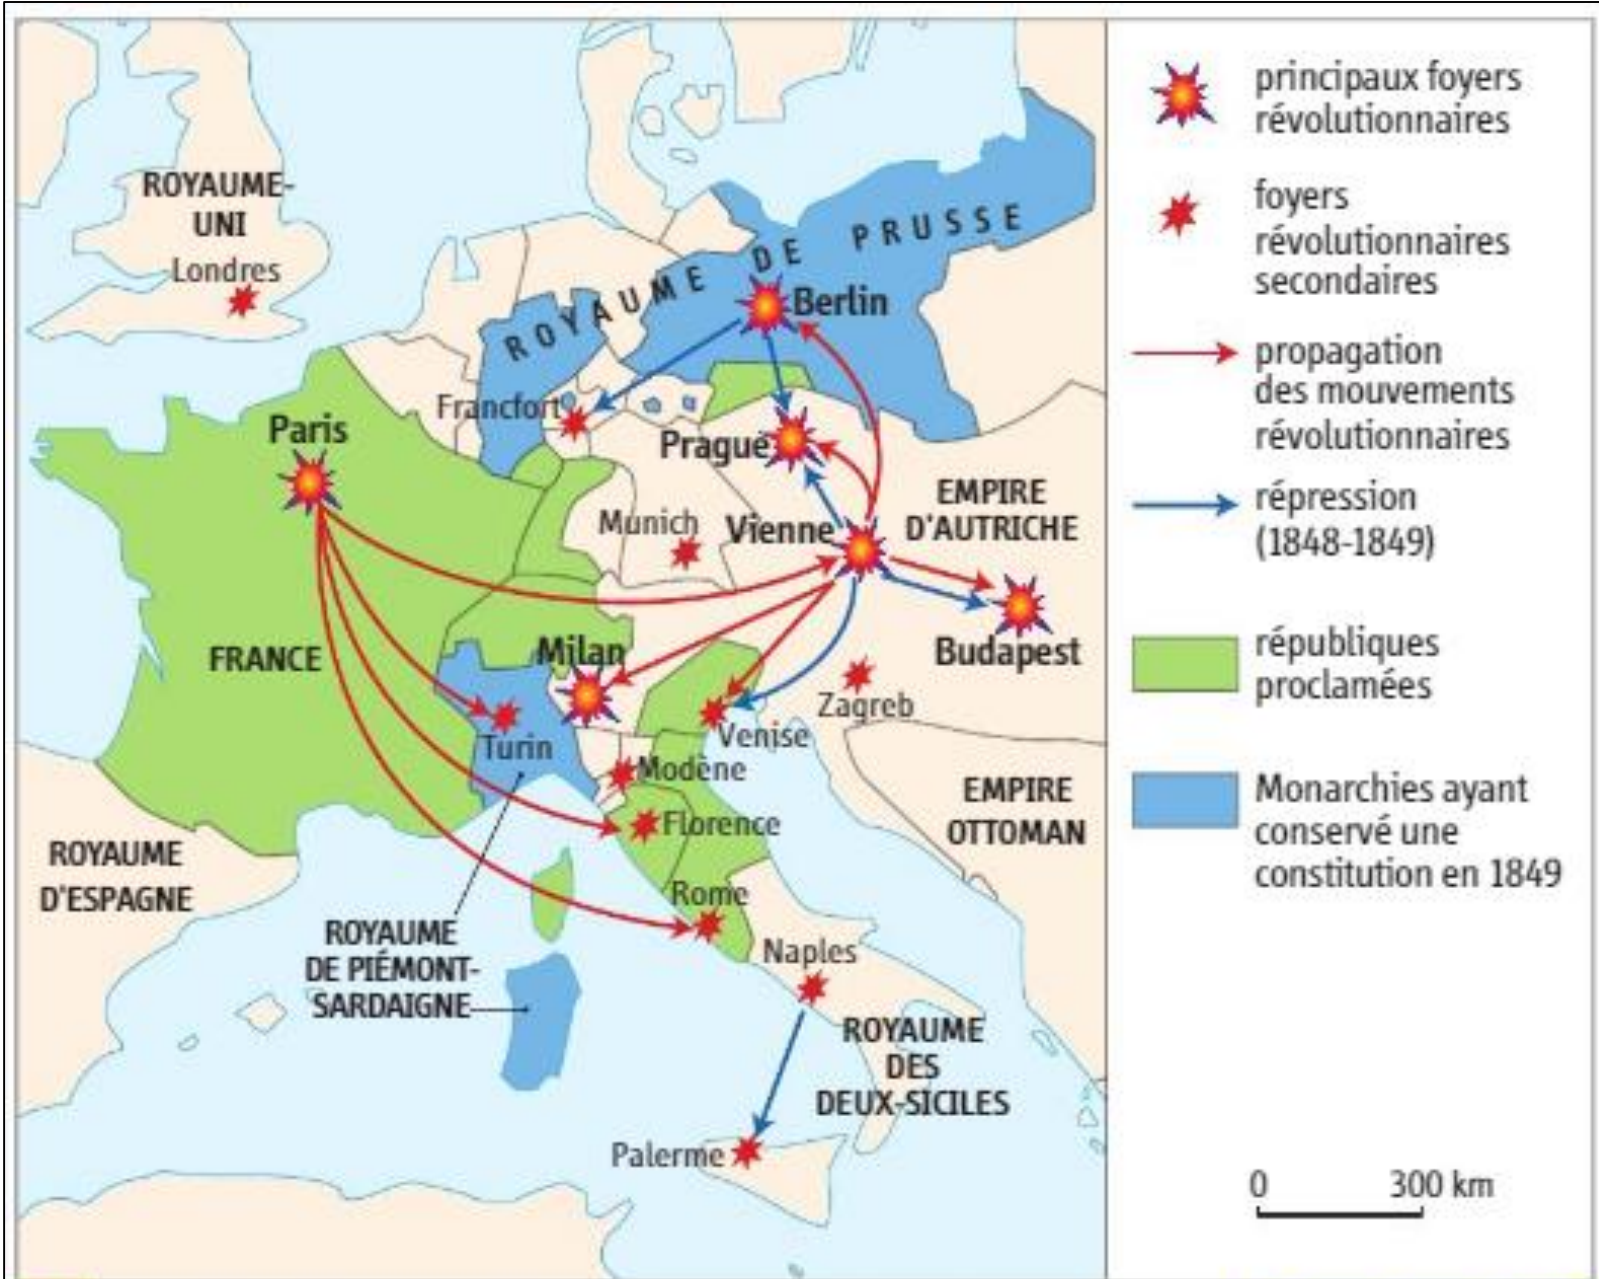 ROYAUME-
UNI
Londres
ROYAUME DE PRUSSE
Berlin
Francfort
Paris
Prague
EMPIRE
D'AUTRICHE
Munich
Vienne
FRANCE
Milan
Budapest
Zagreb
Turin
Venise
Modène
EMPIRE
OTTOMAN
Florence
ROYAUME
D'ESPAGNE
Rome
ROYAUME
DE PIÉMONT-
SARDAIGNE
Naples
ROYAUME
DES
DEUX-SICILES
Palerme
principaux foyers
révolutionnaires
foyers
révolutionnaires
secondaires
propagation
des mouvements
révolutionnaires
répression
(1848-1849)
républiques
proclamées
Monarchies ayant
conservé une
constitution en 1849
0 300 km